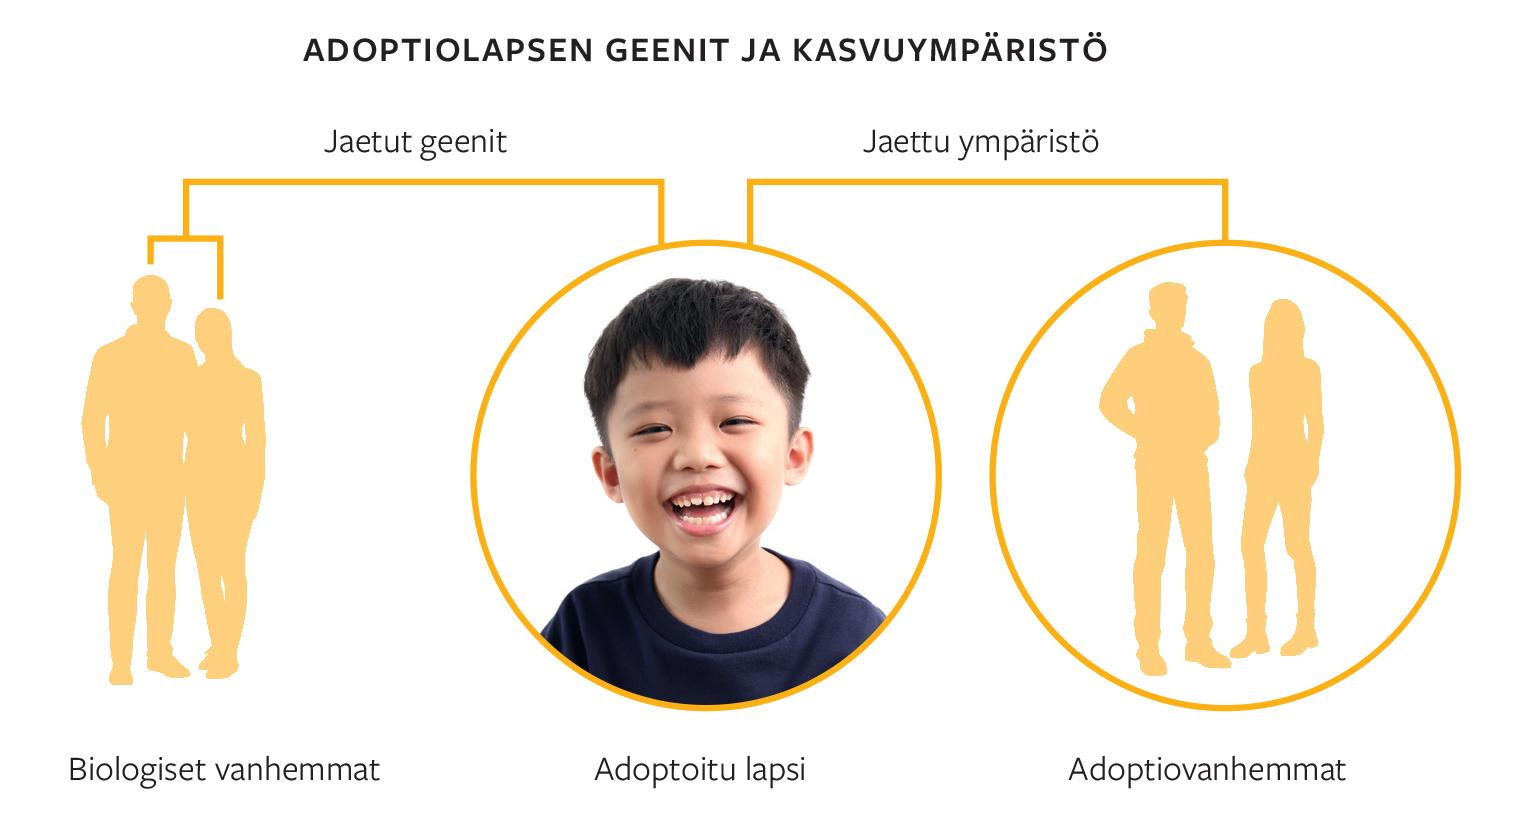 ADOPTIOLAPSEN GEENIT JA KASVUYMPÄRISTÖ
Jaetut geenit
Jaettu ympäristö
Biologiset vanhemmat
Adoptoitu lapsi
Adoptiovanhemmat